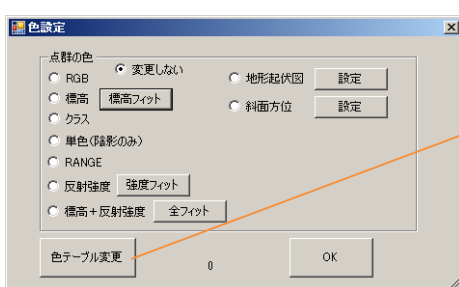 色設定
点群の色
変更しない
RGB
標高 標高フィット
クラス
単色(陰影のみ)
RANGE
反射強度 強度フィット
標高+反射強度 全フィット
地形起伏図 設定
斜面方位 設定
色テーブル変更
0
OK